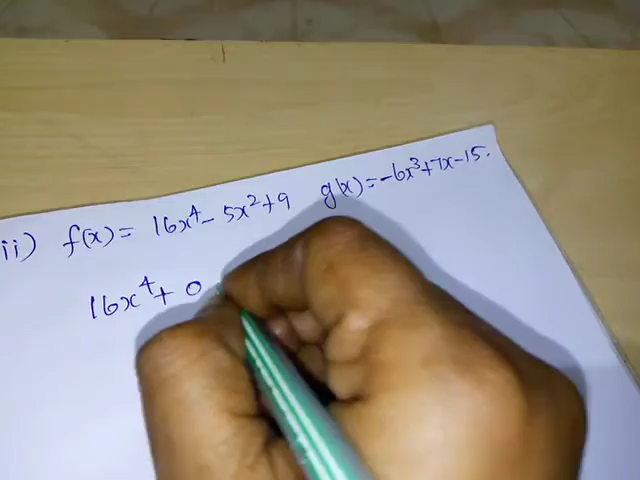 ii) f(x) = 16x⁴ - 5x² + 9 g(x) = -6x³ + 7x - 15.
16x⁴ + 0